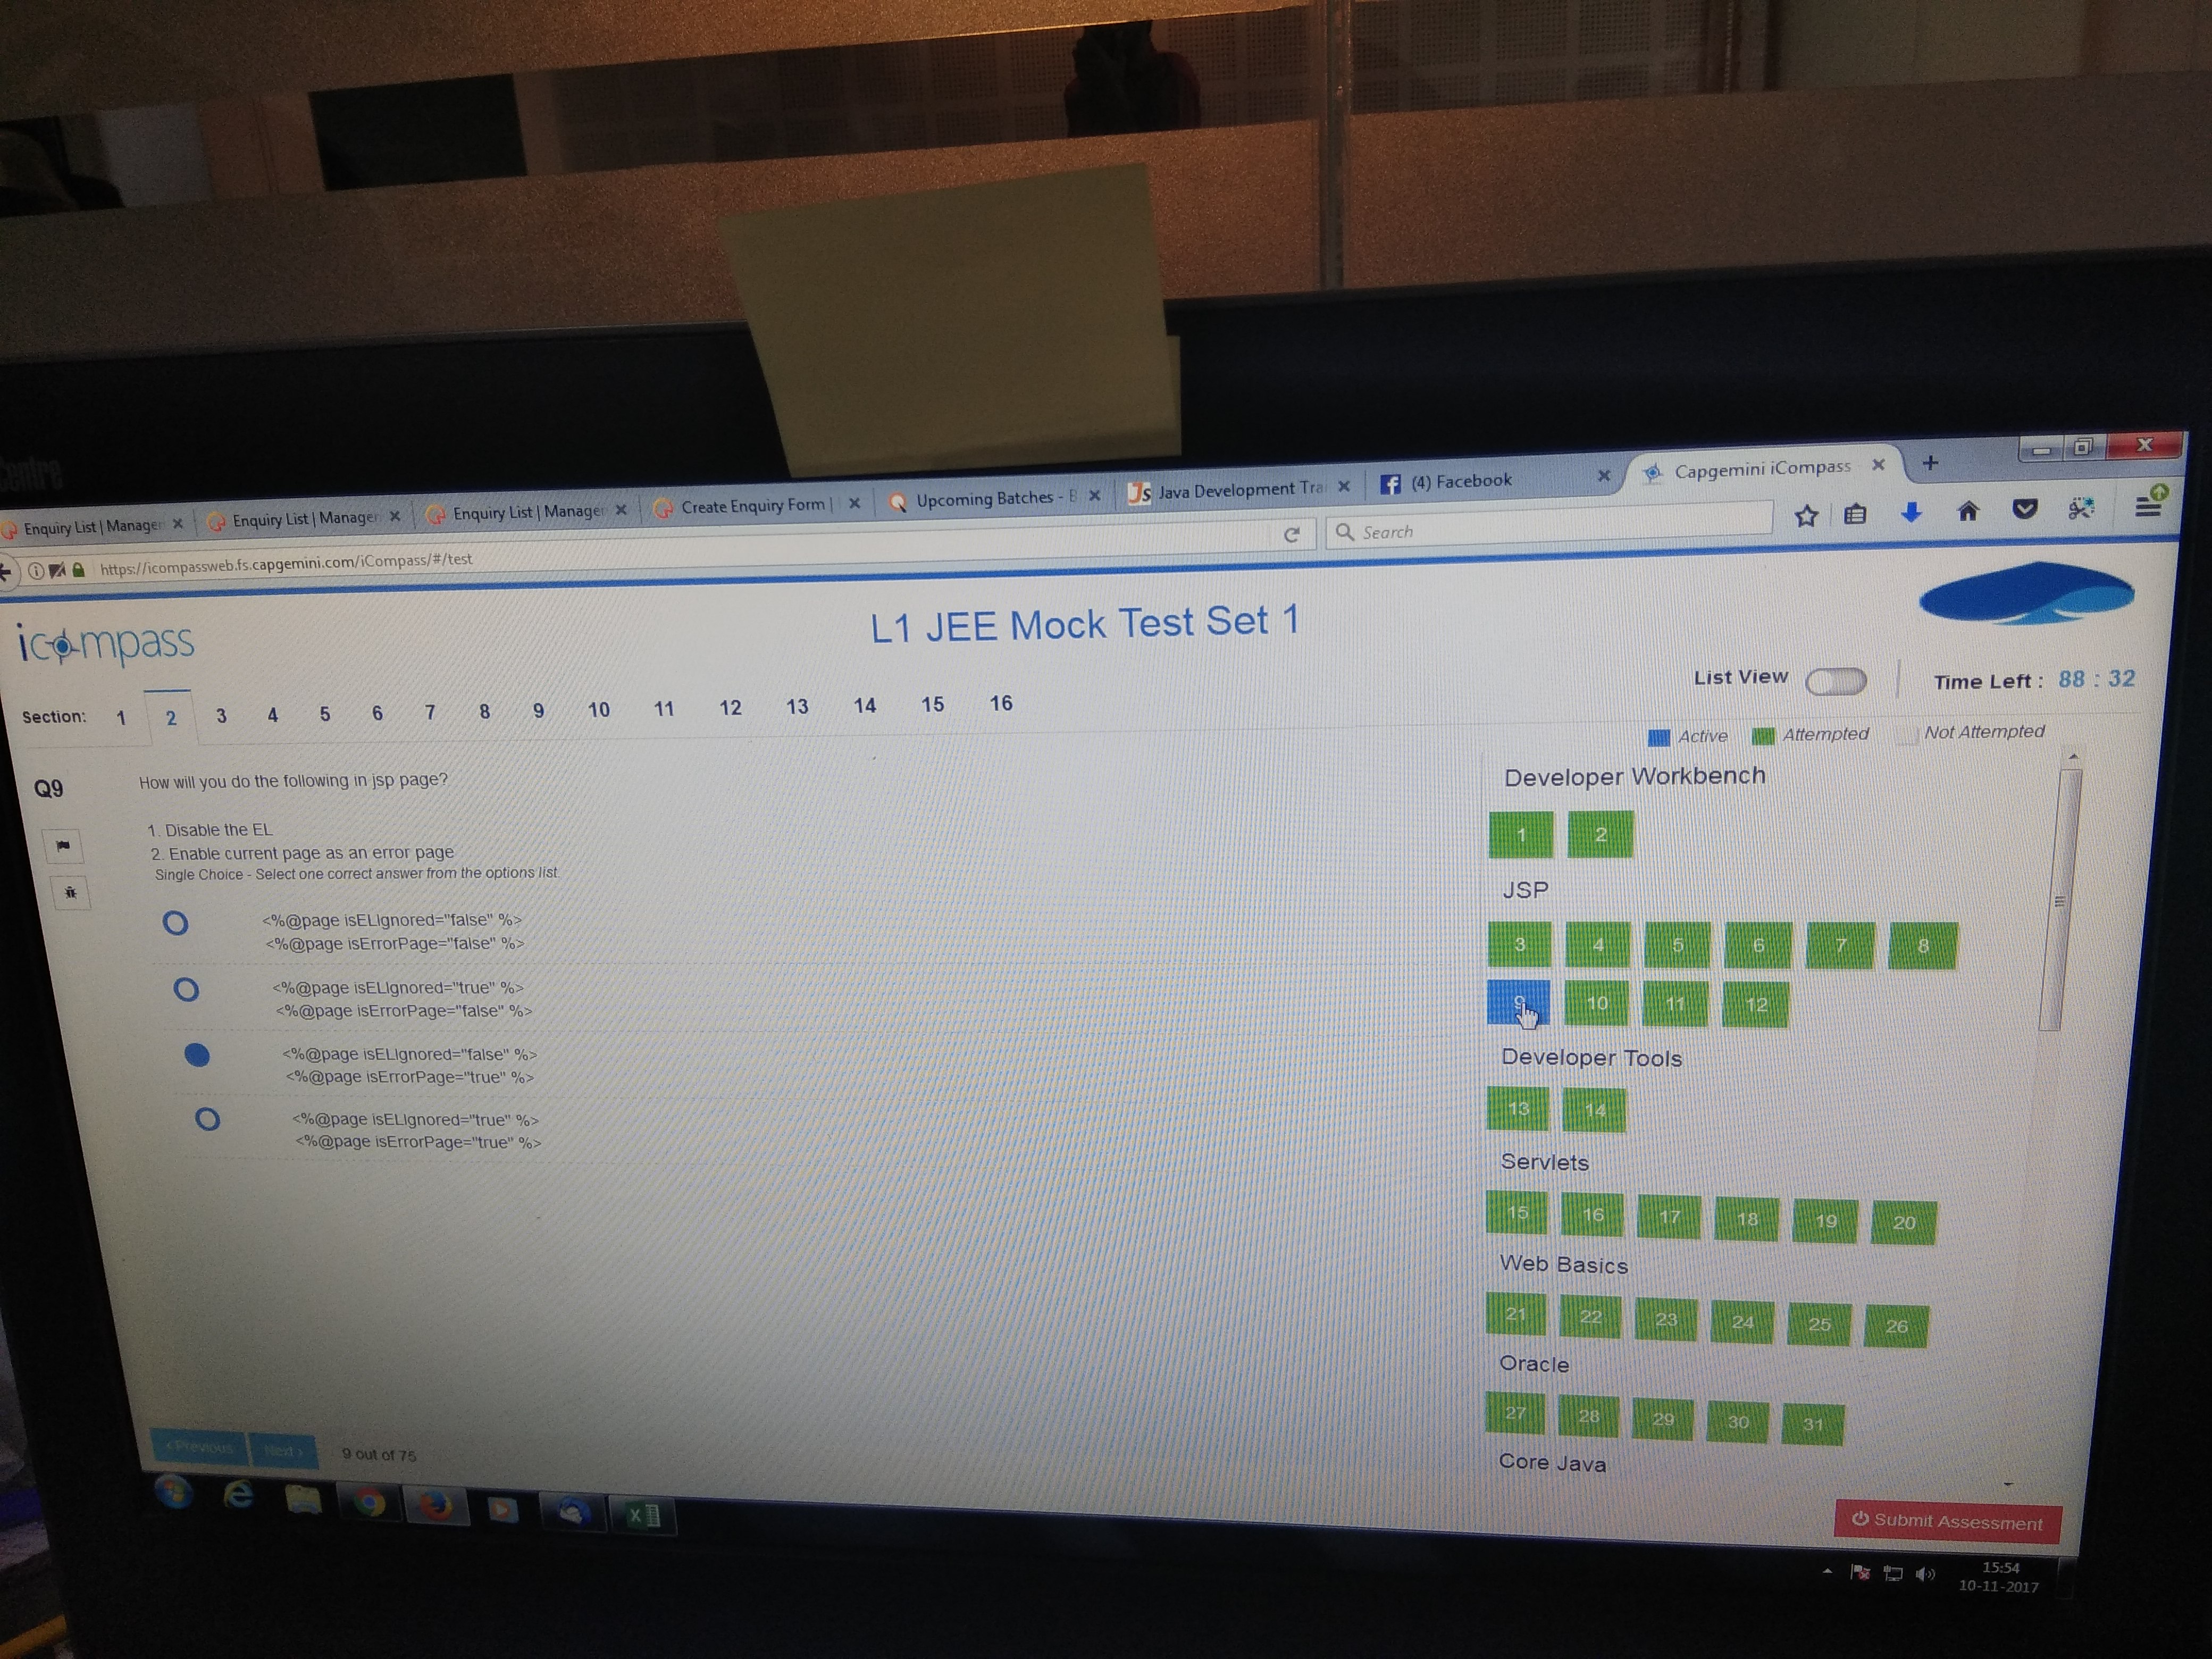 Centre
Enquiry List | Manager
Enquiry List | Manager
Enquiry List | Manager
Create Enquiry Form |
Upcoming Batches - B
Java Development Tra
(4) Facebook
Capgemini iCompass
https://icompassweb.fs.capgemini.com/iCompass/#/test
Search
icompass
L1 JEE Mock Test Set 1
List View
Time Left : 88 : 32
Section: 1 2 3 4 5 6 7 8 9 10 11 12 13 14 15 16
Active Attempted Not Attempted
Q9
How will you do the following in jsp page?
1. Disable the EL
2. Enable current page as an error page
Single Choice - Select one correct answer from the options list
<%@page isELIgnored="false" %>
<%@page isErrorPage="false" %>
<%@page isELIgnored="true" %>
<%@page isErrorPage="false" %>
<%@page isELIgnored="false" %>
<%@page isErrorPage="true" %>
<%@page isELIgnored="true" %>
<%@page isErrorPage="true" %>
Developer Workbench
1 2
JSP
3 4 5 6 7 8
9 10 11 12
Developer Tools
13 14
Servlets
15 16 17 18 19 20
Web Basics
21 22 23 24 25 26
Oracle
27 28 29 30 31
Core Java
‹ Previous Next › 9 out of 75
Submit Assessment
15:54
10-11-2017